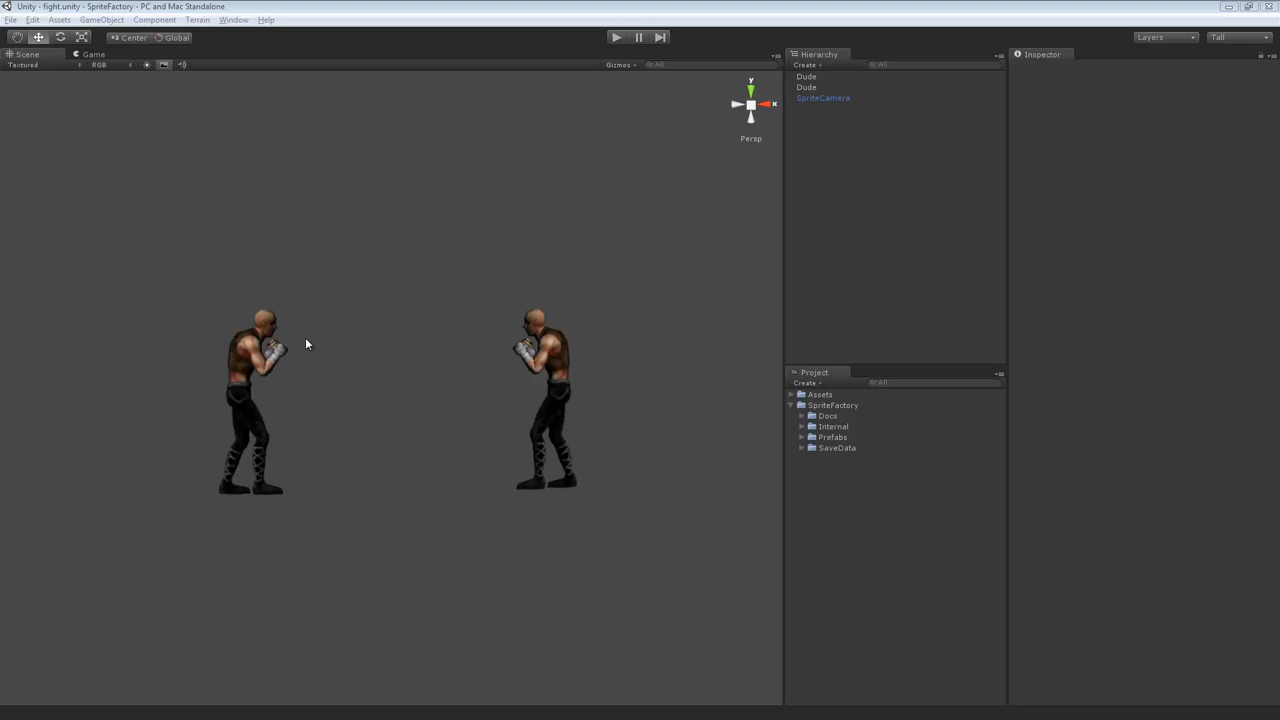 Unity - fight.unity - SpriteFactory - PC and Mac Standalone
File Edit Assets GameObject Component Terrain Window Help
Center Global Layers Tall
Scene Game Hierarchy Inspector
Textured RGB Gizmos All Create All
Dude
Dude
SpriteCamera
y
x
Persp
Project
Create All
Assets
SpriteFactory
Docs
Internal
Prefabs
SaveData